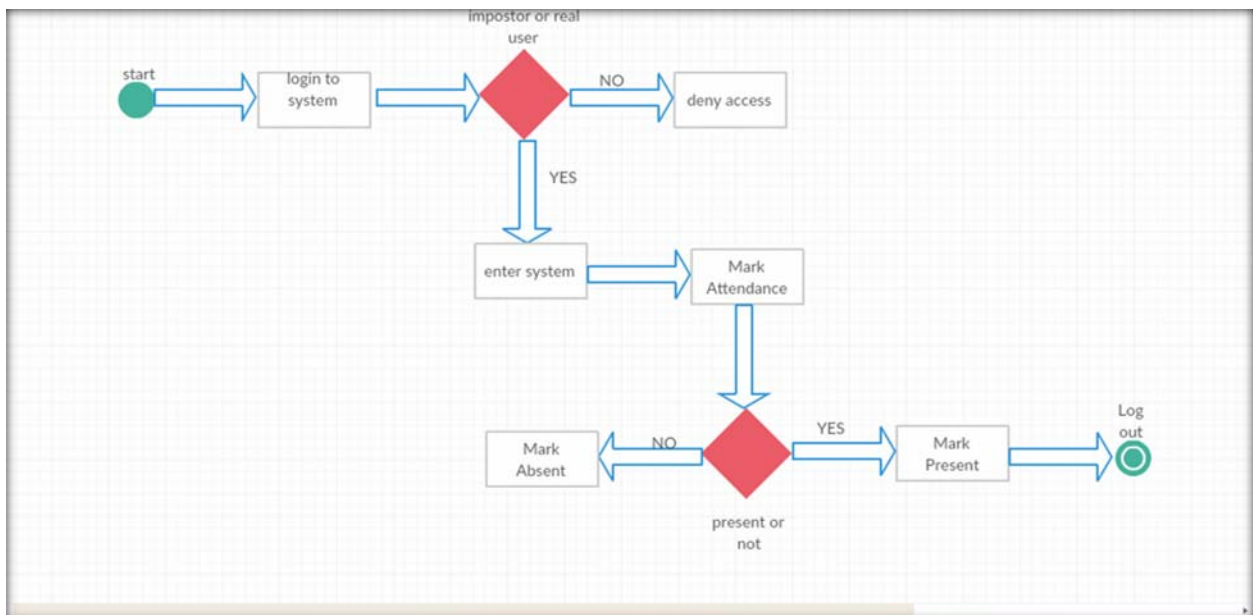 impostor or real
user
start
login to
system
NO
deny access
YES
enter system
Mark
Attendance
Log
out
YES
NO
Mark
Present
Mark
Absent
present or
not